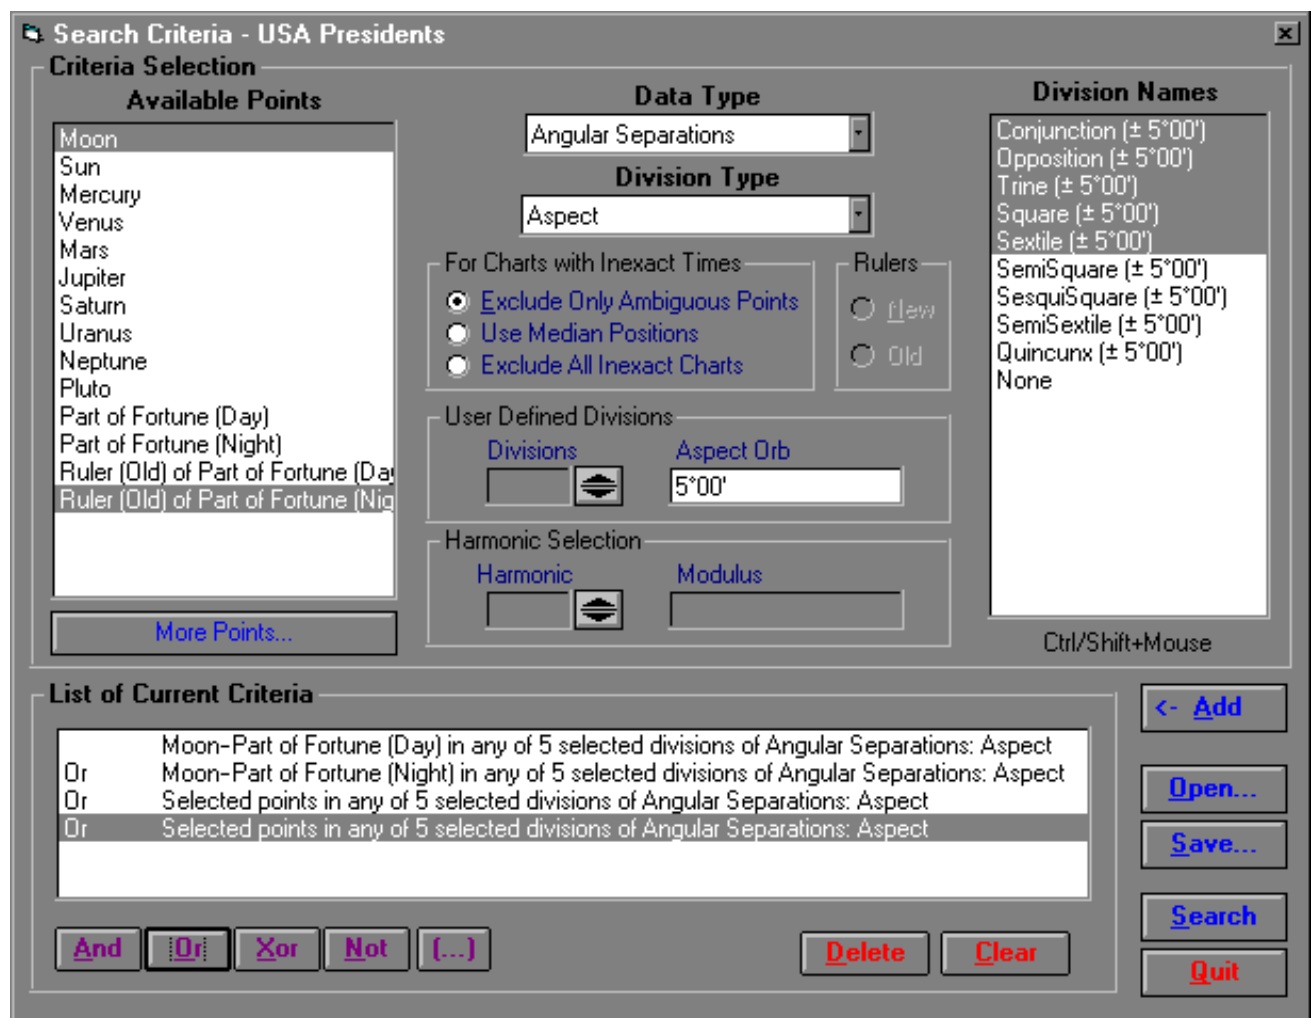 Search Criteria - USA Presidents
Criteria Selection
Available Points
Moon
Sun
Mercury
Venus
Mars
Jupiter
Saturn
Uranus
Neptune
Pluto
Part of Fortune (Day)
Part of Fortune (Night)
Ruler (Old) of Part of Fortune (Day
Ruler (Old) of Part of Fortune (Nig
More Points...
Data Type
Angular Separations
Division Type
Aspect
For Charts with Inexact Times
Exclude Only Ambiguous Points
Use Median Positions
Exclude All Inexact Charts
Rulers
New
Old
User Defined Divisions
Divisions
Aspect Orb
5°00'
Harmonic Selection
Harmonic
Modulus
Division Names
Conjunction (± 5°00')
Opposition (± 5°00')
Trine (± 5°00')
Square (± 5°00')
Sextile (± 5°00')
SemiSquare (± 5°00')
SesquiSquare (± 5°00')
SemiSextile (± 5°00')
Quincunx (± 5°00')
None
Ctrl/Shift+Mouse
List of Current Criteria
Moon-Part of Fortune (Day) in any of 5 selected divisions of Angular Separations: Aspect
Or Moon-Part of Fortune (Night) in any of 5 selected divisions of Angular Separations: Aspect
Or Selected points in any of 5 selected divisions of Angular Separations: Aspect
Or Selected points in any of 5 selected divisions of Angular Separations: Aspect
And Or Xor Not (...)
Delete Clear
<- Add
Open...
Save...
Search
Quit